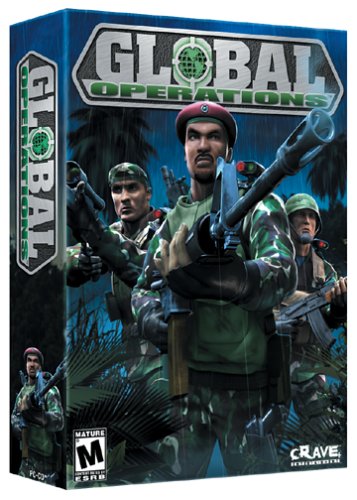 GLOBAL
OPERATIONS
GLOBAL
OPERATIONS
MATURE
M
ESRB
PC-CD
CRAVE